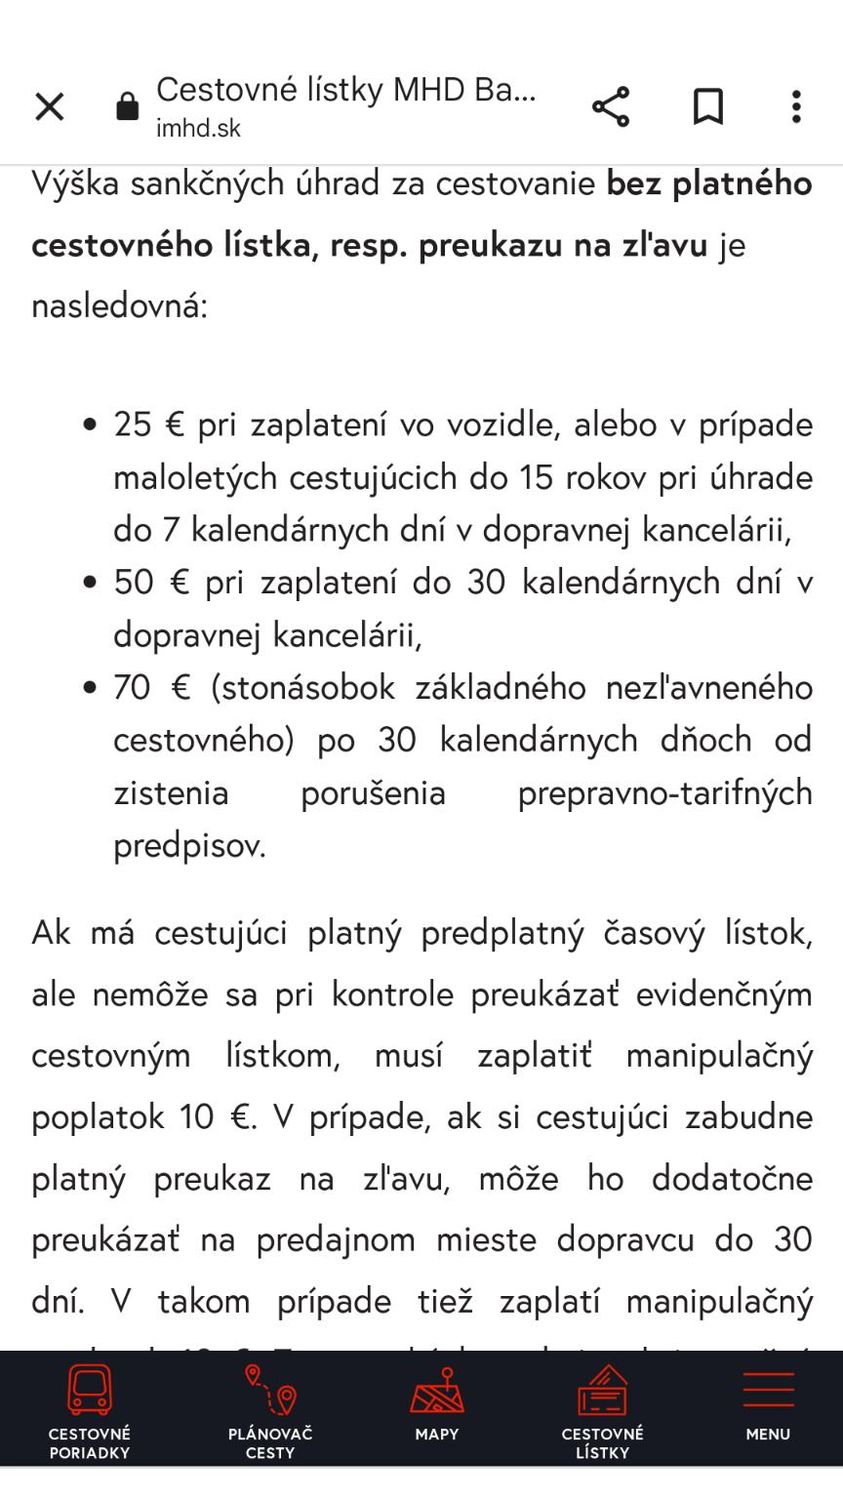 Cestovné lístky MHD Ba...
imhd.sk
Výška sankčných úhrad za cestovanie bez platného
cestovného lístka, resp. preukazu na zľavu je
nasledovná:
• 25 € pri zaplatení vo vozidle, alebo v prípade
maloletých cestujúcich do 15 rokov pri úhrade
do 7 kalendárnych dní v dopravnej kancelárii,
• 50 € pri zaplatení do 30 kalendárnych dní v
dopravnej kancelárii,
• 70 € (stonásobok základného nezľavneného
cestovného) po 30 kalendárnych dňoch od
zistenia porušenia prepravno-tarifných
predpisov.
Ak má cestujúci platný predplatný časový lístok,
ale nemôže sa pri kontrole preukázať evidenčným
cestovným lístkom, musí zaplatiť manipulačný
poplatok 10 €. V prípade, ak si cestujúci zabudne
platný preukaz na zľavu, môže ho dodatočne
preukázať na predajnom mieste dopravcu do 30
dní. V takom prípade tiež zaplatí manipulačný
CESTOVNÉ
PORIADKY
PLÁNOVAČ
CESTY
MAPY
CESTOVNÉ
LÍSTKY
MENU